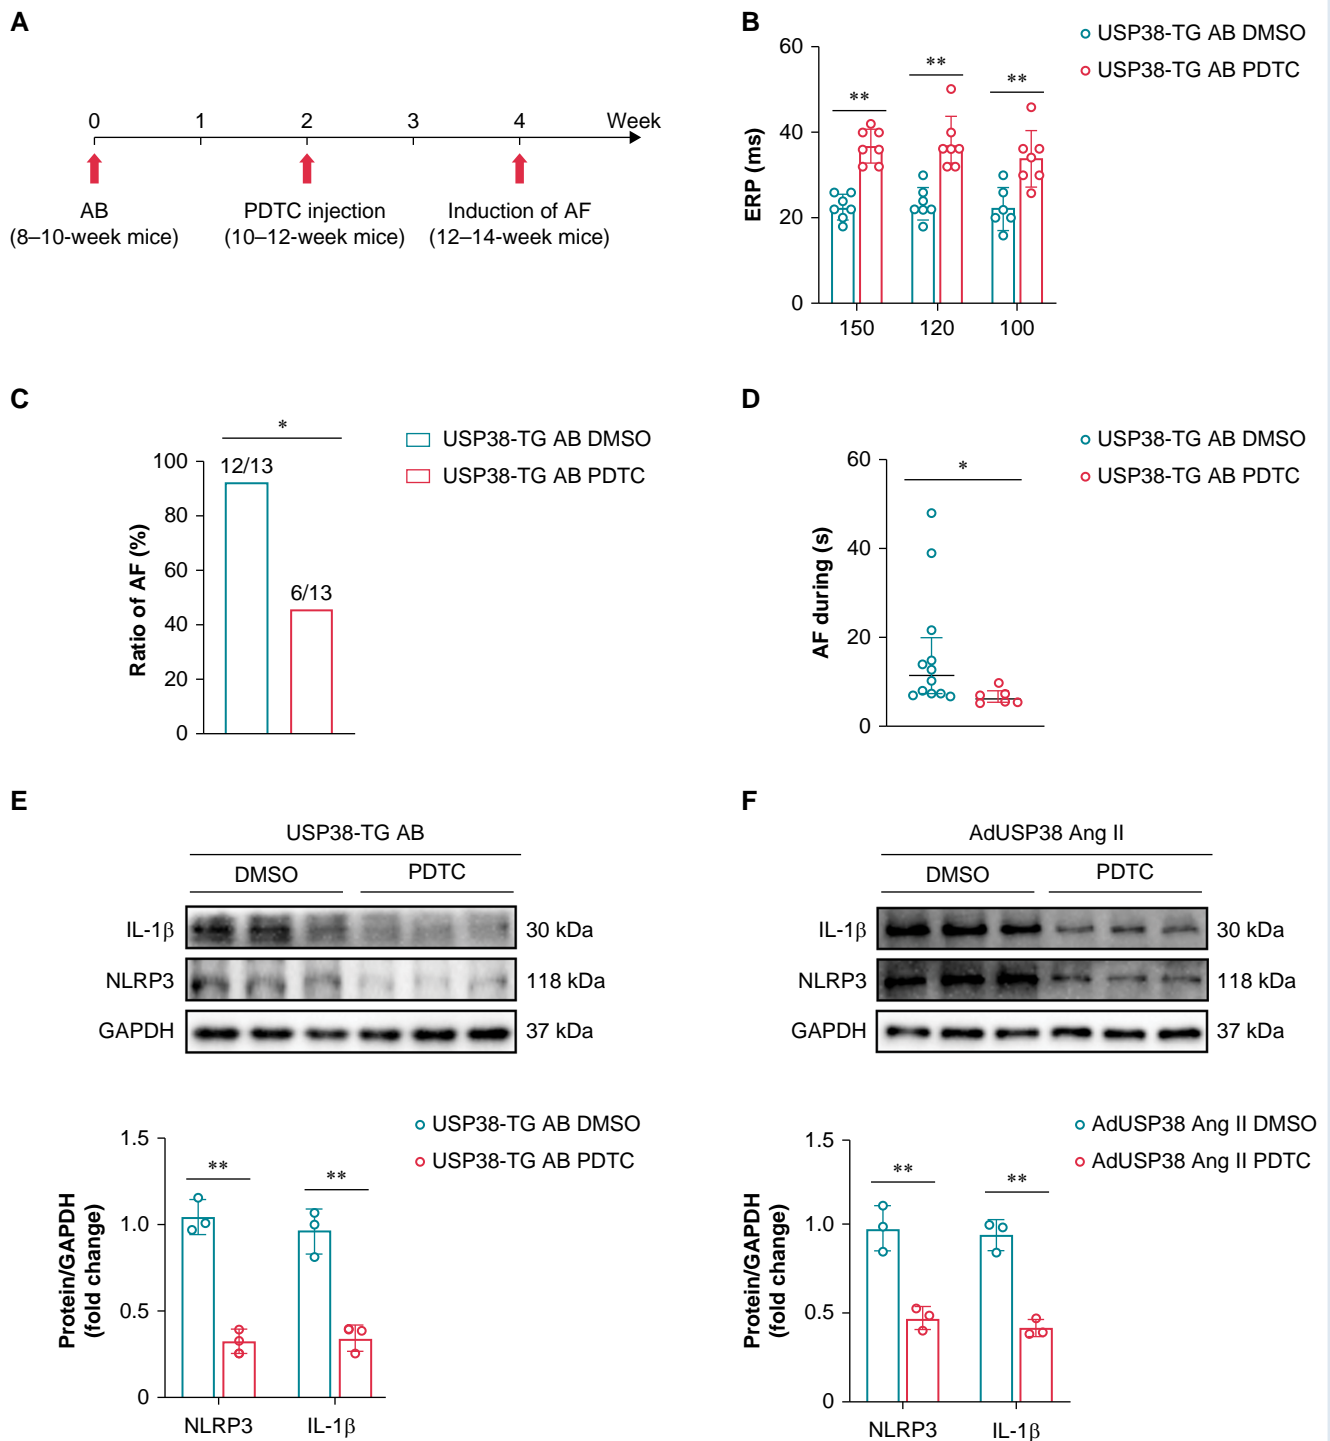 A
0 1 2 3 4 Week
AB
(8–10-week mice)
PDTC injection
(10–12-week mice)
Induction of AF
(12–14-week mice)
B
USP38-TG AB DMSO
USP38-TG AB PDTC
ERP (ms)
60
40
20
0
** ** **
150 120 100
C
USP38-TG AB DMSO
USP38-TG AB PDTC
Ratio of AF (%)
100
80
60
40
20
0
*
12/13
6/13
D
USP38-TG AB DMSO
USP38-TG AB PDTC
AF during (s)
60
40
20
0
*
E
USP38-TG AB
DMSO PDTC
IL-1β 30 kDa
NLRP3 118 kDa
GAPDH 37 kDa
USP38-TG AB DMSO
USP38-TG AB PDTC
Protein/GAPDH
(fold change)
1.5
1.0
0.5
0
** **
NLRP3 IL-1β
F
AdUSP38 Ang II
DMSO PDTC
IL-1β 30 kDa
NLRP3 118 kDa
GAPDH 37 kDa
AdUSP38 Ang II DMSO
AdUSP38 Ang II PDTC
Protein/GAPDH
(fold change)
1.5
1.0
0.5
0
** **
NLRP3 IL-1β